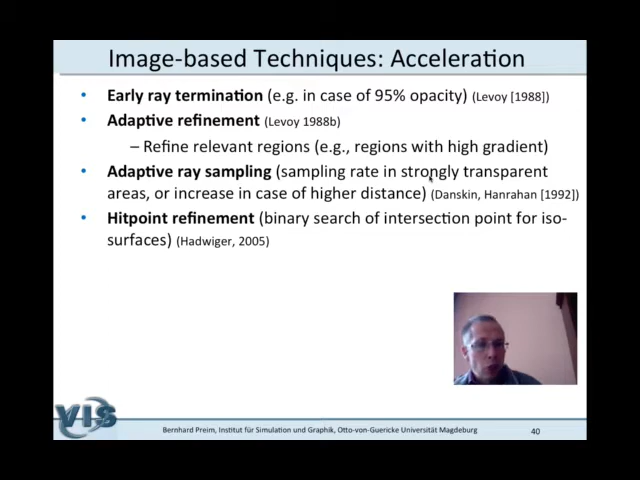 Image-based Techniques: Acceleration
• Early ray termination (e.g. in case of 95% opacity) (Levoy [1988])
• Adaptive refinement (Levoy 1988b)
– Refine relevant regions (e.g., regions with high gradient)
• Adaptive ray sampling (sampling rate in strongly transparent
areas, or increase in case of higher distance) (Danskin, Hanrahan [1992])
• Hitpoint refinement (binary search of intersection point for iso-
surfaces) (Hadwiger, 2005)
VIS
Bernhard Preim, Institut für Simulation und Graphik, Otto-von-Guericke Universität Magdeburg
40